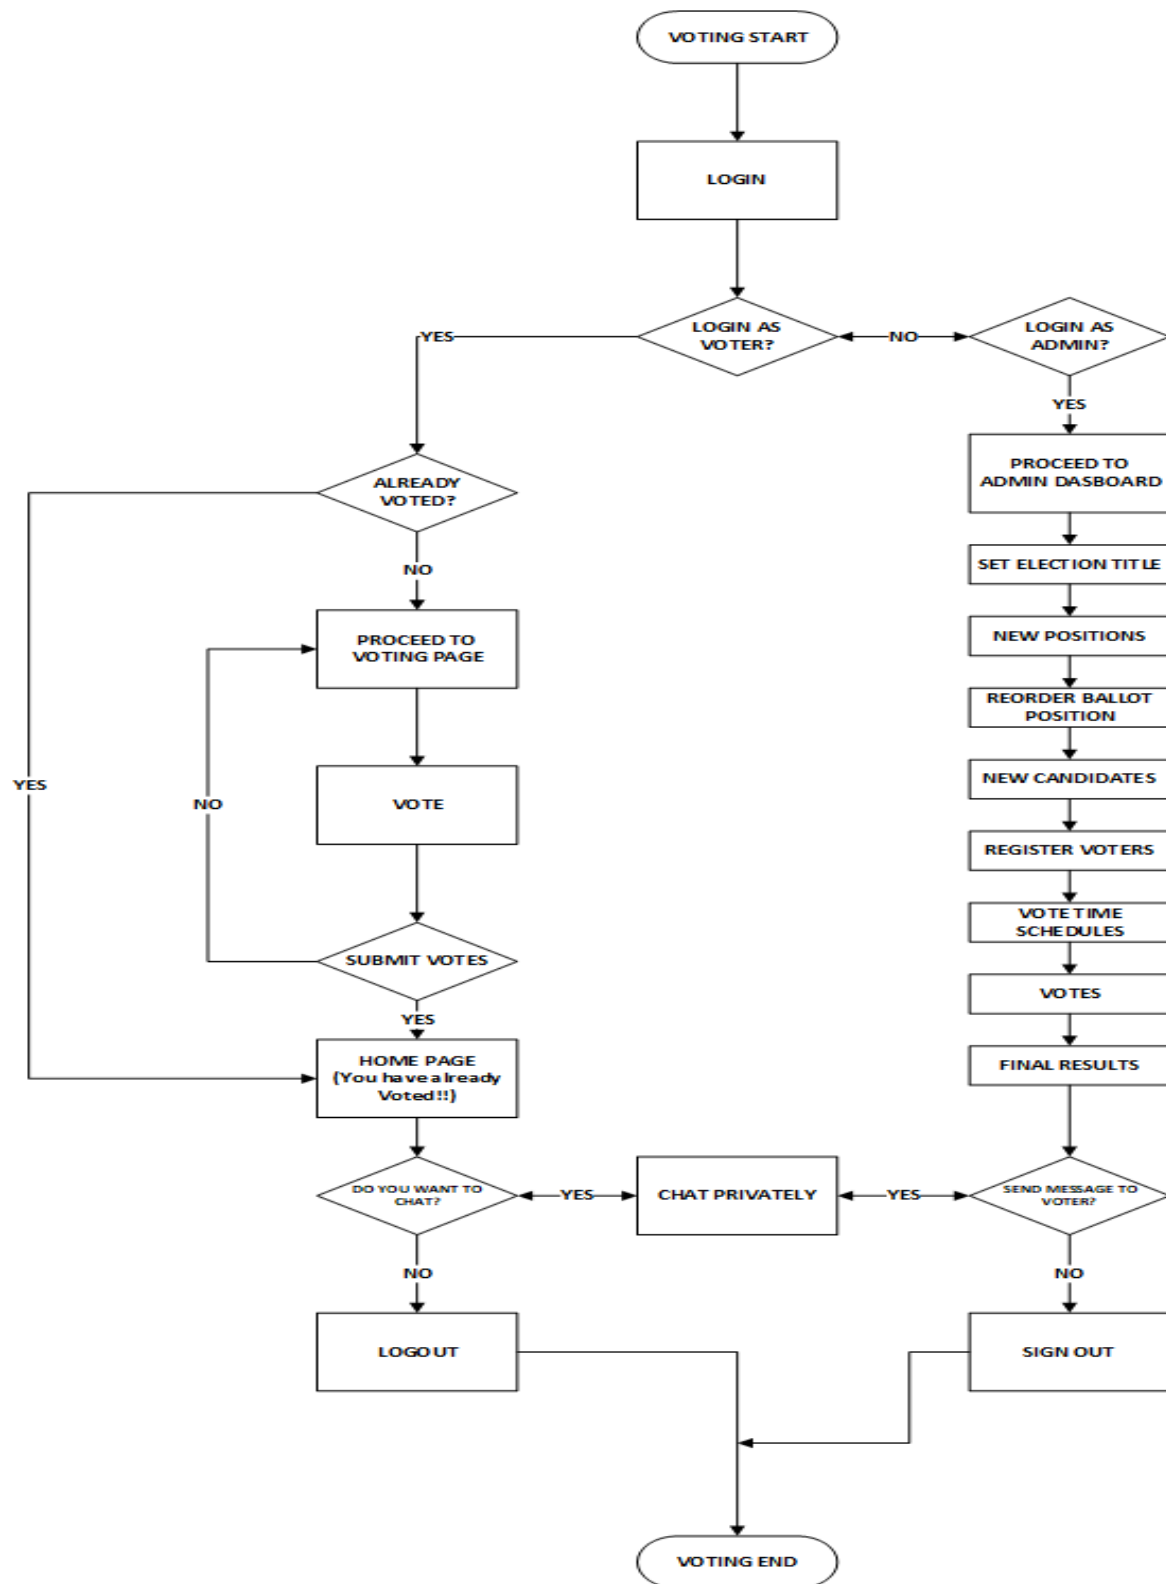 VOTING START
LOGIN
LOGIN AS
VOTER?
YES
NO
LOGIN AS
ADMIN?
YES
PROCEED TO
ADMIN DASBOARD
ALREADY
VOTED?
NO
SET ELECTION TITLE
NEW POSITIONS
PROCEED TO
VOTING PAGE
REORDER BALLOT
POSITION
YES
NO
VOTE
NEW CANDIDATES
REGISTER VOTERS
VOTE TIME
SCHEDULES
SUBMIT VOTES
VOTES
YES
HOME PAGE
(You have already
Voted!!)
FINAL RESULTS
DO YOU WANT TO
CHAT?
YES
CHAT PRIVATELY
YES
SEND MESSAGE TO
VOTER?
NO
NO
LOGOUT
SIGN OUT
VOTING END